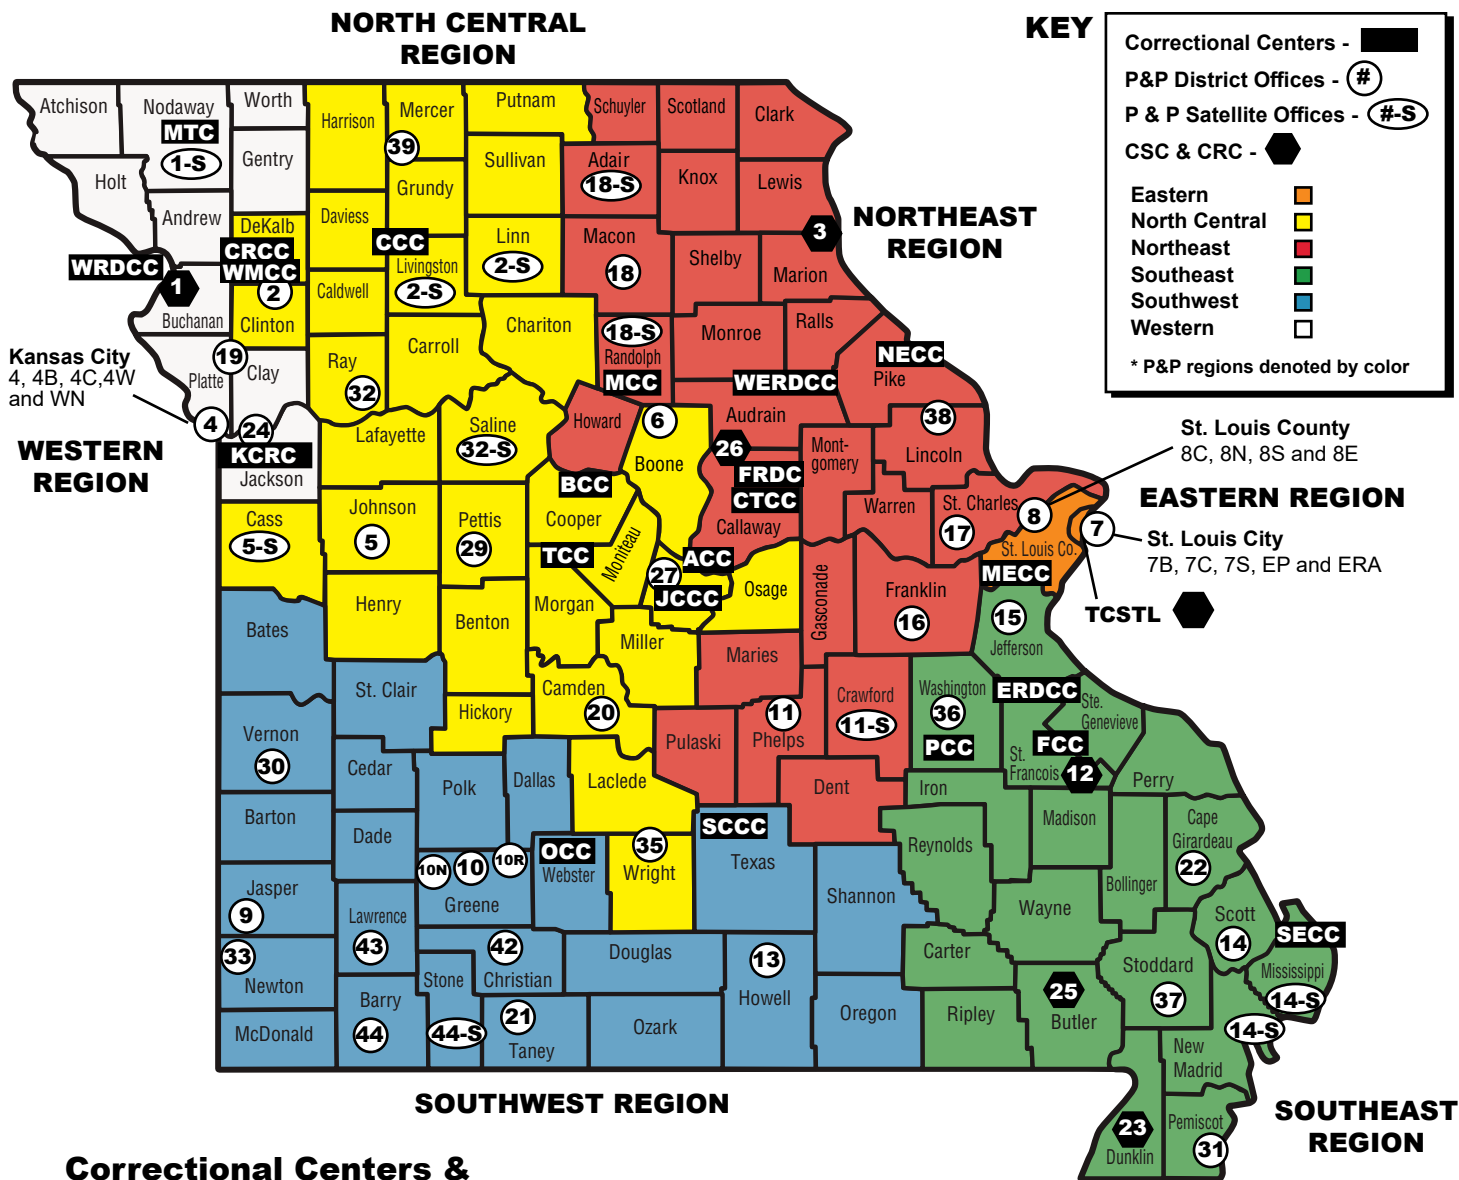 NORTH CENTRAL
REGION
KEY
Correctional Centers -
P&P District Offices - #
P & P Satellite Offices - #-S
CSC & CRC -
Eastern
North Central
Northeast
Southeast
Southwest
Western
* P&P regions denoted by color
Atchison
Nodaway
MTC
1-S
Worth
Harrison
Mercer
39
Putnam
Schuyler
Scotland
Clark
Holt
Gentry
Grundy
Sullivan
Adair
18-S
Knox
Lewis
Andrew
DeKalb
CRCC
WMCC
2
Clinton
Daviess
CCC
Livingston
2-S
Linn
2-S
Macon
18
Shelby
3
Marion
NORTHEAST
REGION
WRDCC
1
Buchanan
Caldwell
Carroll
Chariton
18-S
Randolph
MCC
Monroe
Ralls
NECC
Pike
WERDCC
Audrain
Kansas City
4, 4B, 4C,4W
and WN
19
Platte
Clay
Ray
32
4
24
KCRC
Jackson
WESTERN
REGION
Lafayette
Saline
32-S
Howard
6
Boone
26
FRDC
CTCC
Callaway
Mont-
gomery
38
Lincoln
Warren
St. Charles
17
8
St. Louis County
8C, 8N, 8S and 8E
EASTERN REGION
7
St. Louis City
7B, 7C, 7S, EP and ERA
St. Louis Co.
MECC
TCSTL
Cass
5-S
Johnson
5
Pettis
29
BCC
Cooper
TCC
Moniteau
ACC
27
JCCC
Osage
Gasconade
Franklin
16
15
Jefferson
Bates
Henry
Benton
Morgan
Miller
Maries
St. Clair
Hickory
Camden
20
Pulaski
11
Phelps
Crawford
11-S
Washington
36
PCC
ERDCC
Ste.
Genevieve
FCC
St.
Francois
12
Perry
Vernon
30
Cedar
Polk
Dallas
Laclede
Dent
Iron
Barton
Dade
10N
10
10R
Greene
OCC
Webster
35
Wright
SCCC
Texas
Reynolds
Madison
Cape
Girardeau
22
Bollinger
Jasper
9
Lawrence
43
Shannon
Wayne
Scott
14
SECC
33
Newton
Stone
42
Christian
Douglas
13
Howell
Carter
Stoddard
37
Mississippi
14-S
14-S
McDonald
Barry
44
44-S
21
Taney
Ozark
Oregon
Ripley
25
Butler
New
Madrid
SOUTHWEST REGION
23
Dunklin
Pemiscot
31
SOUTHEAST
REGION
Correctional Centers &